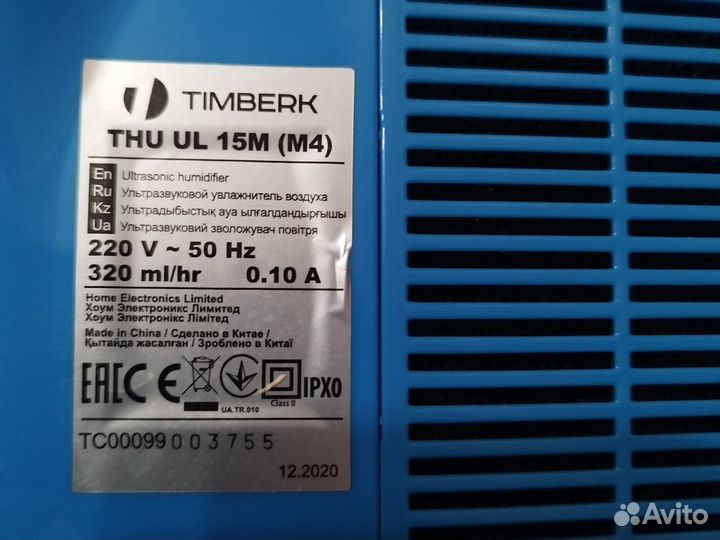 TIMBERK
THU UL 15M (M4)
En Ultrasonic humidifier
Ru Ультразвуковой увлажнитель воздуха
Kz Ультрадыбыстық ауа ылғалдандырғышы
Ua Ультразвуковий зволожувач повітря
220 V ~ 50 Hz
320 ml/hr 0.10 A
Home Electronics Limited
Хоум Электроникс Лимитед
Хоум Электронікс Лімітед
Made in China / Сделано в Китае /
Қытайда жасалған / Зроблено в Китаї
EAC CE IPX0
UA.TR.010 Class II
TC00099003755
12.2020
Avito